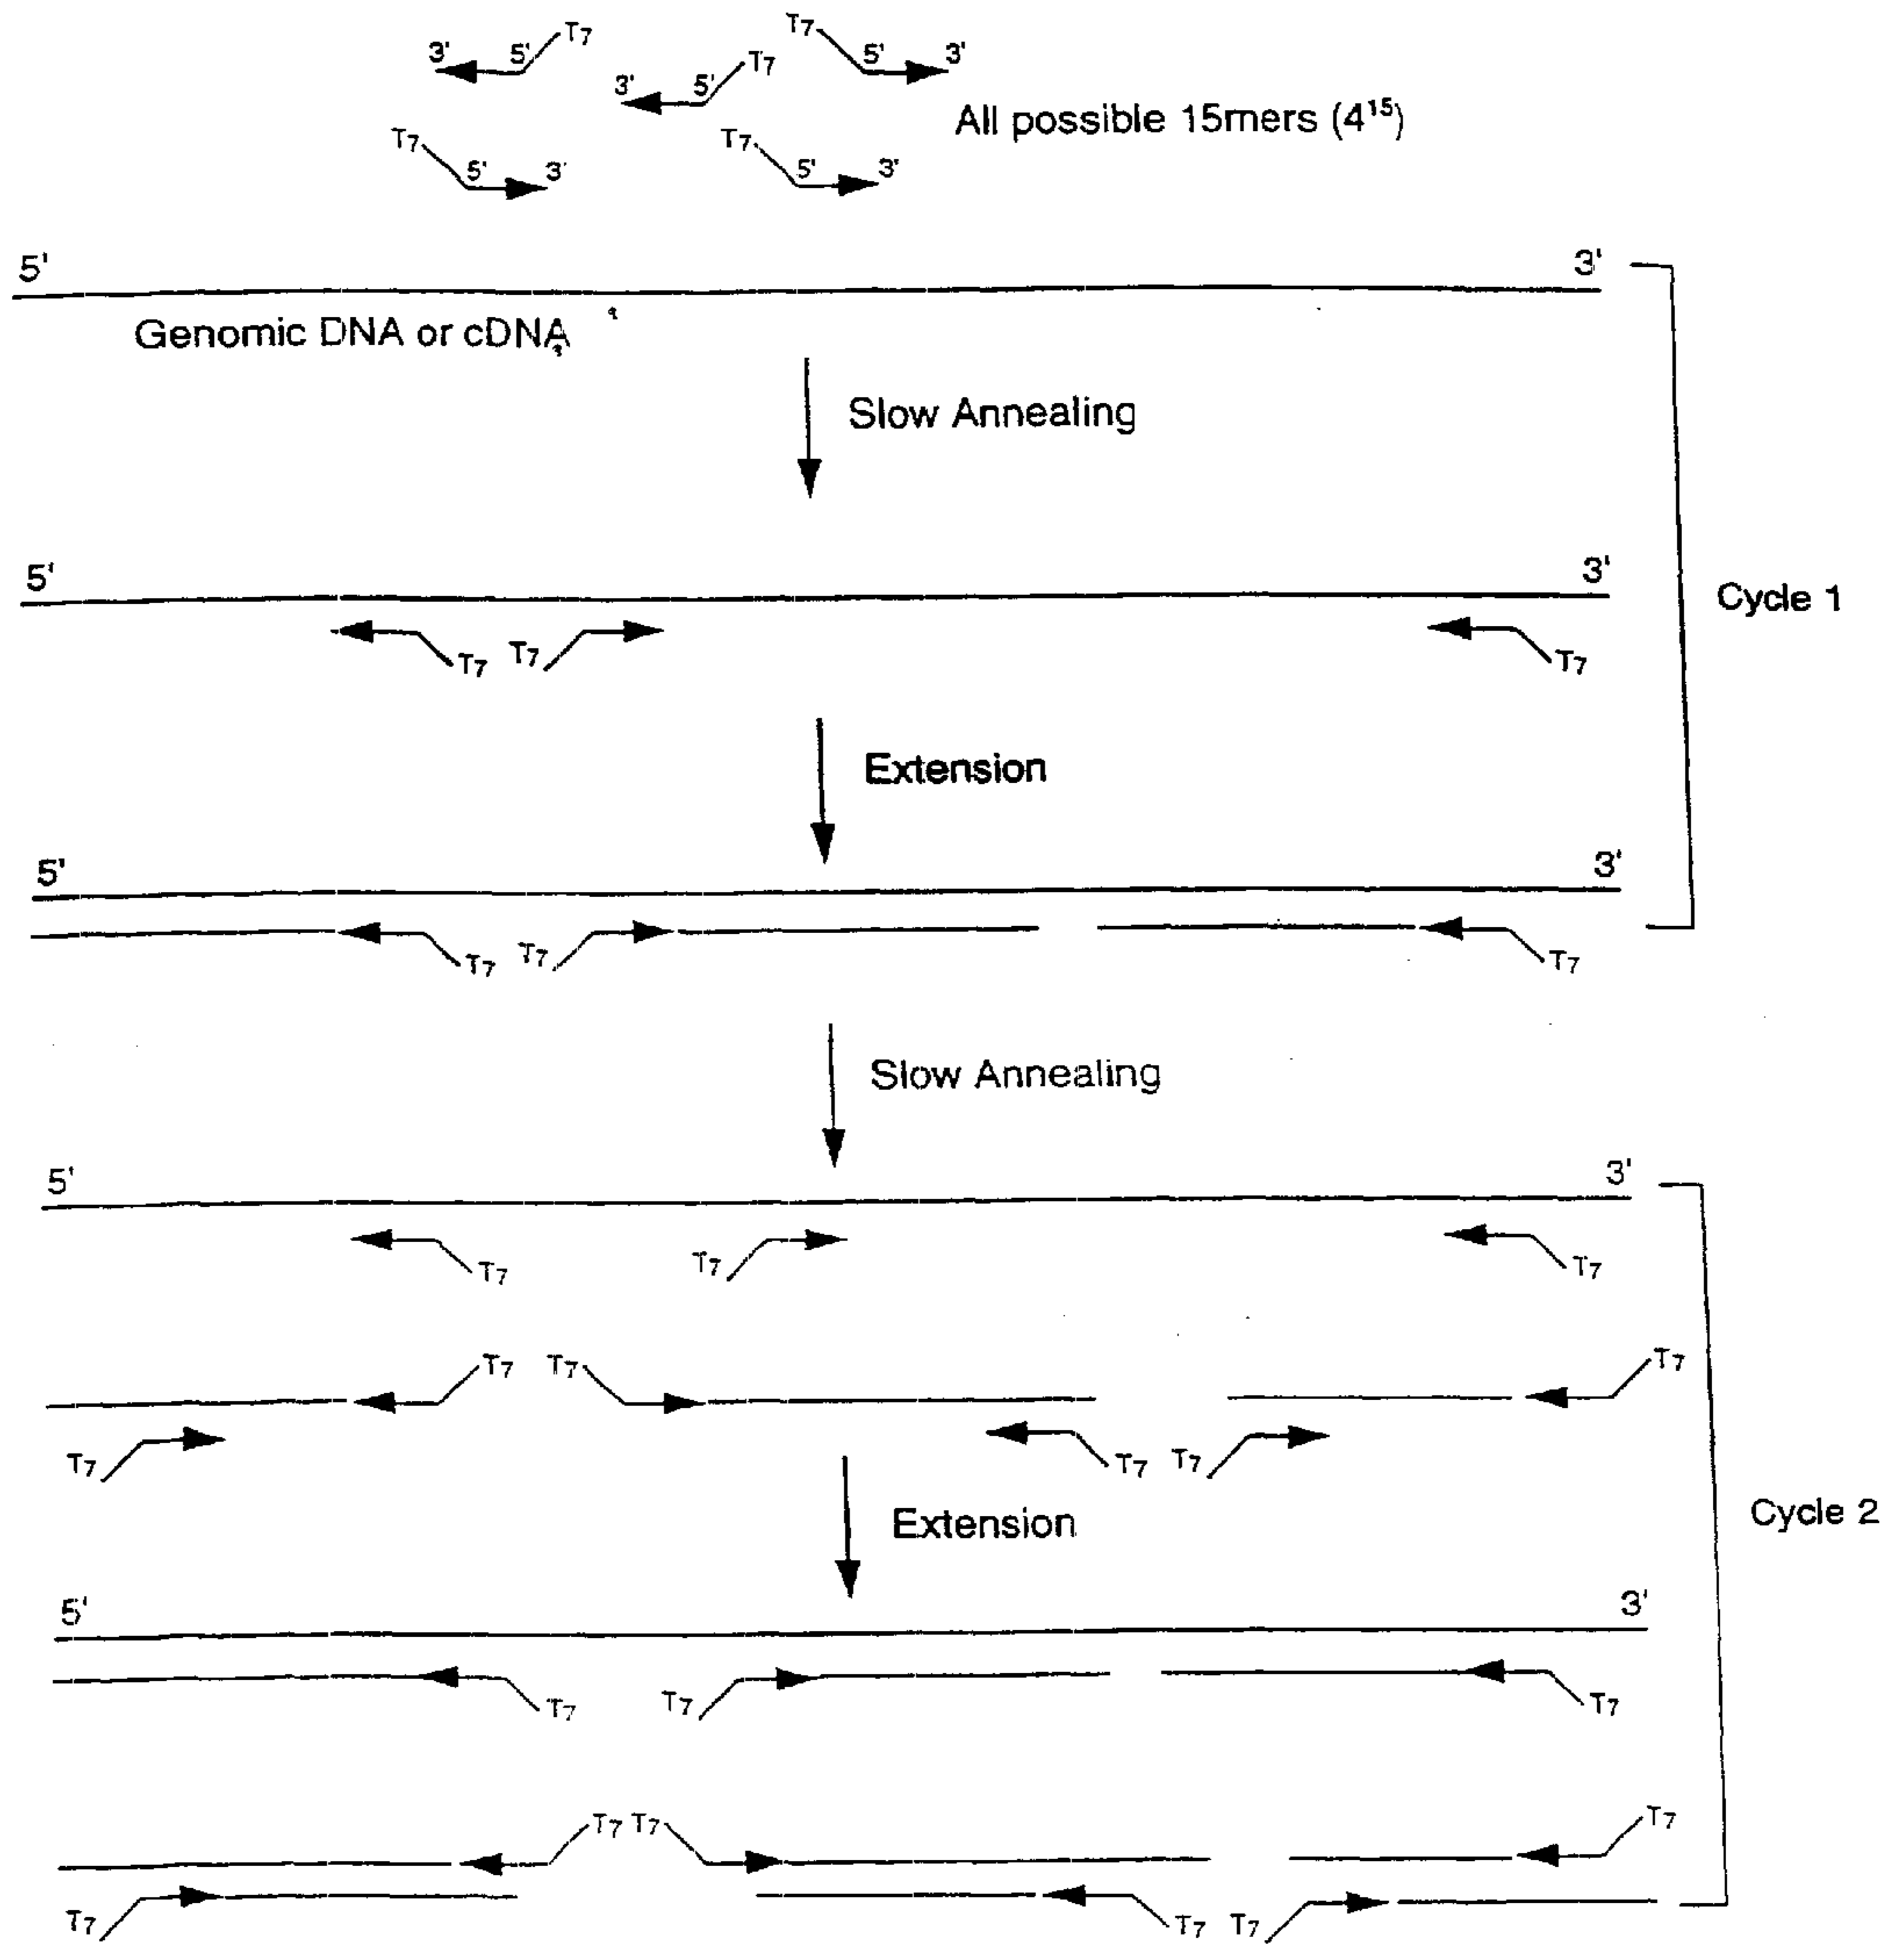 T7 T7
3' 5' 5' 3'
T7
3' 5'
All possible 15mers (4¹⁵)
T7 T7
5' 3' 5' 3'
5' 3'
Genomic DNA or cDNA
Slow Annealing
5' 3'
Cycle 1
T7 T7 T7
Extension
5' 3'
T7 T7 T7
Slow Annealing
5' 3'
T7 T7 T7
T7 T7 T7
T7 T7 T7
Extension
Cycle 2
5' 3'
T7 T7 T7
T7 T7 T7
T7 T7 T7